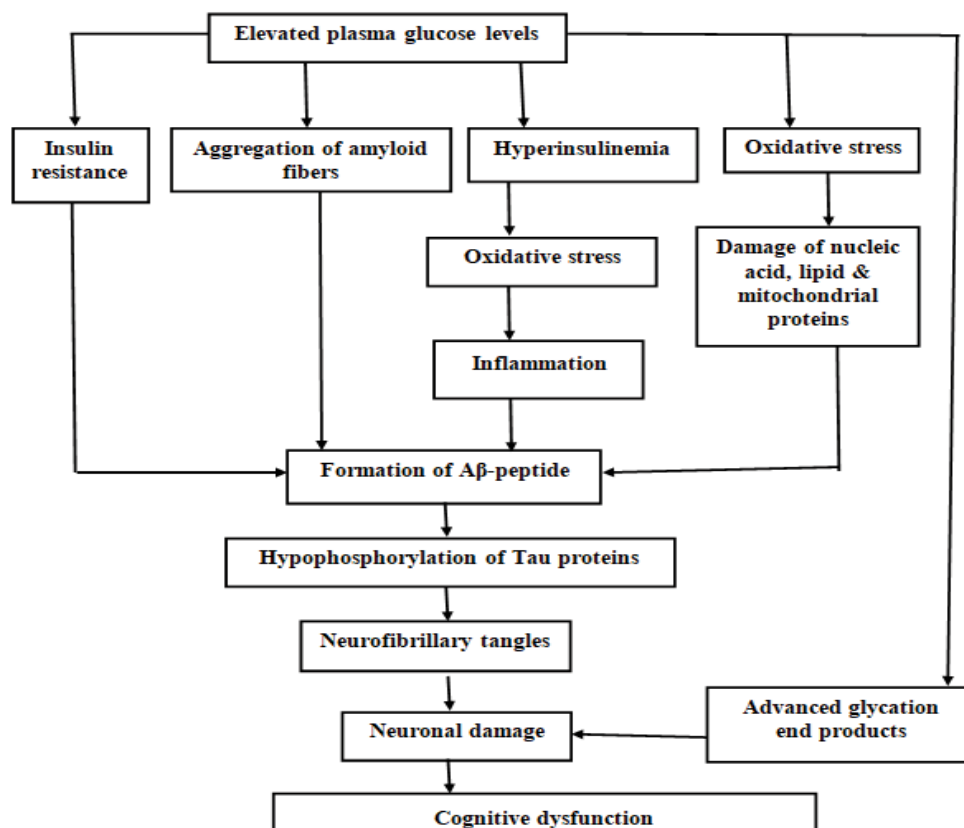 Elevated plasma glucose levels
Insulin
resistance
Aggregation of amyloid
fibers
Hyperinsulinemia
Oxidative stress
Oxidative stress
Damage of nucleic
acid, lipid &
mitochondrial
proteins
Inflammation
Formation of Aβ-peptide
Hypophosphorylation of Tau proteins
Neurofibrillary tangles
Neuronal damage
Advanced glycation
end products
Cognitive dysfunction